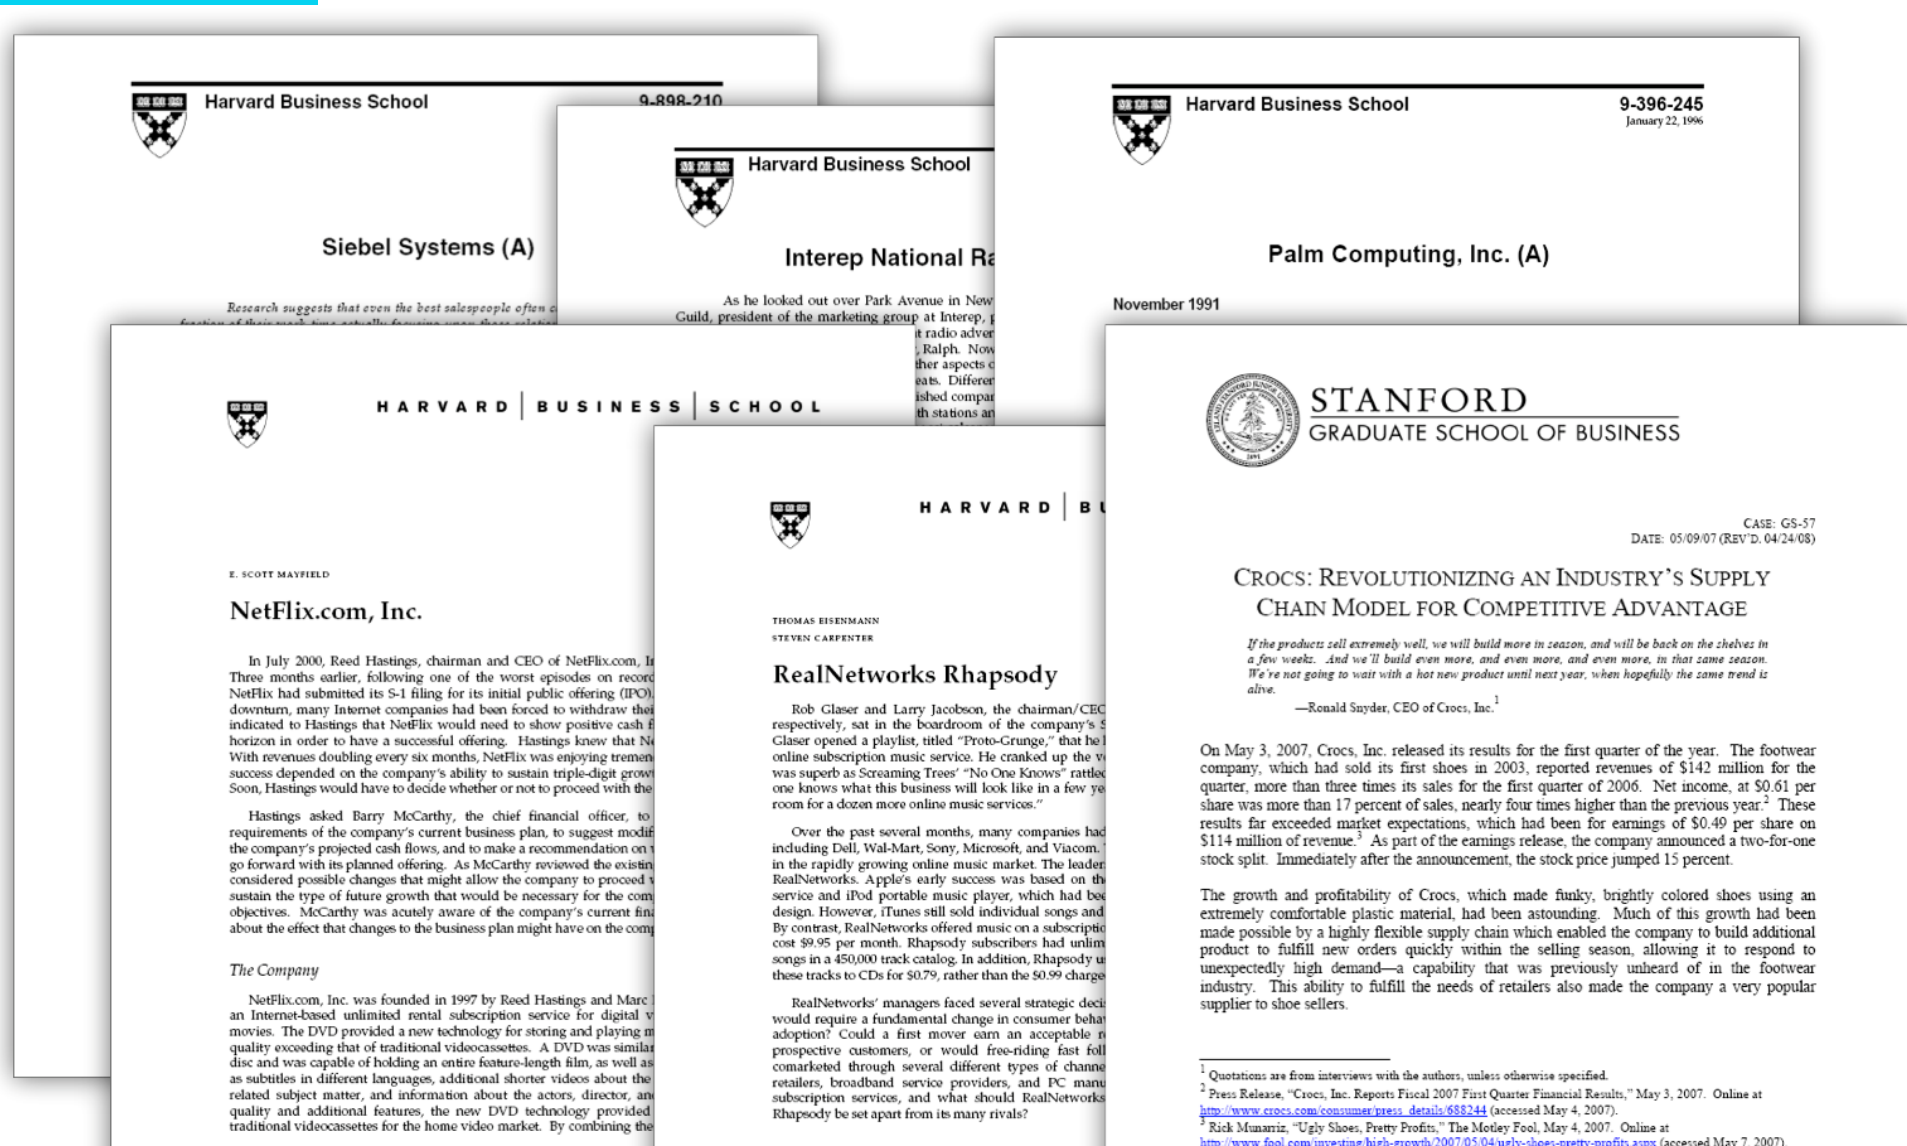 Harvard Business School
9-898-210
Siebel Systems (A)
Research suggests that even the best salespeople often
Harvard Business School
Interep National
As he looked out over Park Avenue in New
Guild, president of the marketing group at Interep,
radio
Ralph. Now
aspects
Different
th stations
Harvard Business School
9-396-245
January 22, 1996
Palm Computing, Inc. (A)
November 1991
HARVARD | BUSINESS | SCHOOL
E. SCOTT MAYFIELD
NetFlix.com, Inc.
In July 2000, Reed Hastings, chairman and CEO of NetFlix.com,
Three months earlier, following one of the worst episodes on record
NetFlix had submitted its S-1 filing for its initial public offering (IPO).
downturn, many Internet companies had been forced to withdraw
indicated to Hastings that NetFlix would need to show positive cash
horizon in order to have a successful offering. Hastings knew that
With revenues doubling every six months, NetFlix was enjoying
success depended on the company's ability to sustain triple-digit
Soon, Hastings would have to decide whether or not to proceed with the
Hastings asked Barry McCarthy, the chief financial officer, to
requirements of the company's current business plan, to suggest
the company's projected cash flows, and to make a recommendation on
go forward with its planned offering. As McCarthy reviewed the
considered possible changes that might allow the company to proceed
sustain the type of future growth that would be necessary for the
objectives. McCarthy was acutely aware of the company's current
about the effect that changes to the business plan might have on the
The Company
NetFlix.com, Inc. was founded in 1997 by Reed Hastings and Marc
an Internet-based unlimited rental subscription service for digital
movies. The DVD provided a new technology for storing and playing
quality exceeding that of traditional videocassettes. A DVD was similar
disc and was capable of holding an entire feature-length film, as well as
as subtitles in different languages, additional shorter videos about the
related subject matter, and information about the actors, director,
quality and additional features, the new DVD technology provided
traditional videocassettes for the home video market. By combining the
HARVARD |
THOMAS EISENMANN
STEVEN CARPENTER
RealNetworks Rhapsody
Rob Glaser and Larry Jacobson, the chairman/CEO
respectively, sat in the boardroom of the company's
Glaser opened a playlist, titled “Proto-Grunge,” that he
online subscription music service. He cranked up the
was superb as Screaming Trees' “No One Knows” rattled
one knows what this business will look like in a few
room for a dozen more online music services.”
Over the past several months, many companies had
including Dell, Wal-Mart, Sony, Microsoft, and Viacom.
in the rapidly growing online music market. The
RealNetworks. Apple's early success was based on
service and iPod portable music player, which had
design. However, iTunes still sold individual songs and
By contrast, RealNetworks offered music on a
cost $9.95 per month. Rhapsody subscribers had
songs in a 450,000 track catalog. In addition, Rhapsody
these tracks to CDs for $0.79, rather than the $0.99
RealNetworks' managers faced several strategic
would require a fundamental change in consumer
adoption? Could a first mover earn an acceptable
prospective customers, or would free-riding fast
comarketed through several different types of
retailers, broadband service providers, and PC
subscription services, and what should RealNetworks
Rhapsody be set apart from its many rivals?
STANFORD
GRADUATE SCHOOL OF BUSINESS
CASE: GS-57
DATE: 05/09/07 (REV'D. 04/24/08)
CROCS: REVOLUTIONIZING AN INDUSTRY'S SUPPLY
CHAIN MODEL FOR COMPETITIVE ADVANTAGE
If the products sell extremely well, we will build more in season, and will be back on the shelves in
a few weeks. And we'll build even more, and even more, and even more, in that same season.
We're not going to wait with a hot new product until next year, when hopefully the same trend is
alive.
—Ronald Snyder, CEO of Crocs, Inc.1
On May 3, 2007, Crocs, Inc. released its results for the first quarter of the year. The footwear
company, which had sold its first shoes in 2003, reported revenues of $142 million for the
quarter, more than three times its sales for the first quarter of 2006. Net income, at $0.61 per
share was more than 17 percent of sales, nearly four times higher than the previous year.2 These
results far exceeded market expectations, which had been for earnings of $0.49 per share on
$114 million of revenue.3 As part of the earnings release, the company announced a two-for-one
stock split. Immediately after the announcement, the stock price jumped 15 percent.
The growth and profitability of Crocs, which made funky, brightly colored shoes using an
extremely comfortable plastic material, had been astounding. Much of this growth had been
made possible by a highly flexible supply chain which enabled the company to build additional
product to fulfill new orders quickly within the selling season, allowing it to respond to
unexpectedly high demand—a capability that was previously unheard of in the footwear
industry. This ability to fulfill the needs of retailers also made the company a very popular
supplier to shoe sellers.
1 Quotations are from interviews with the authors, unless otherwise specified.
2 Press Release, “Crocs, Inc. Reports Fiscal 2007 First Quarter Financial Results,” May 3, 2007. Online at
http://www.crocs.com/consumer/press_details/688244 (accessed May 4, 2007).
3 Rick Munarriz, “Ugly Shoes, Pretty Profits,” The Motley Fool, May 4, 2007. Online at
http://www.fool.com/investing/high-growth/2007/05/04/ugly-shoes-pretty-profits.aspx (accessed May 7, 2007).